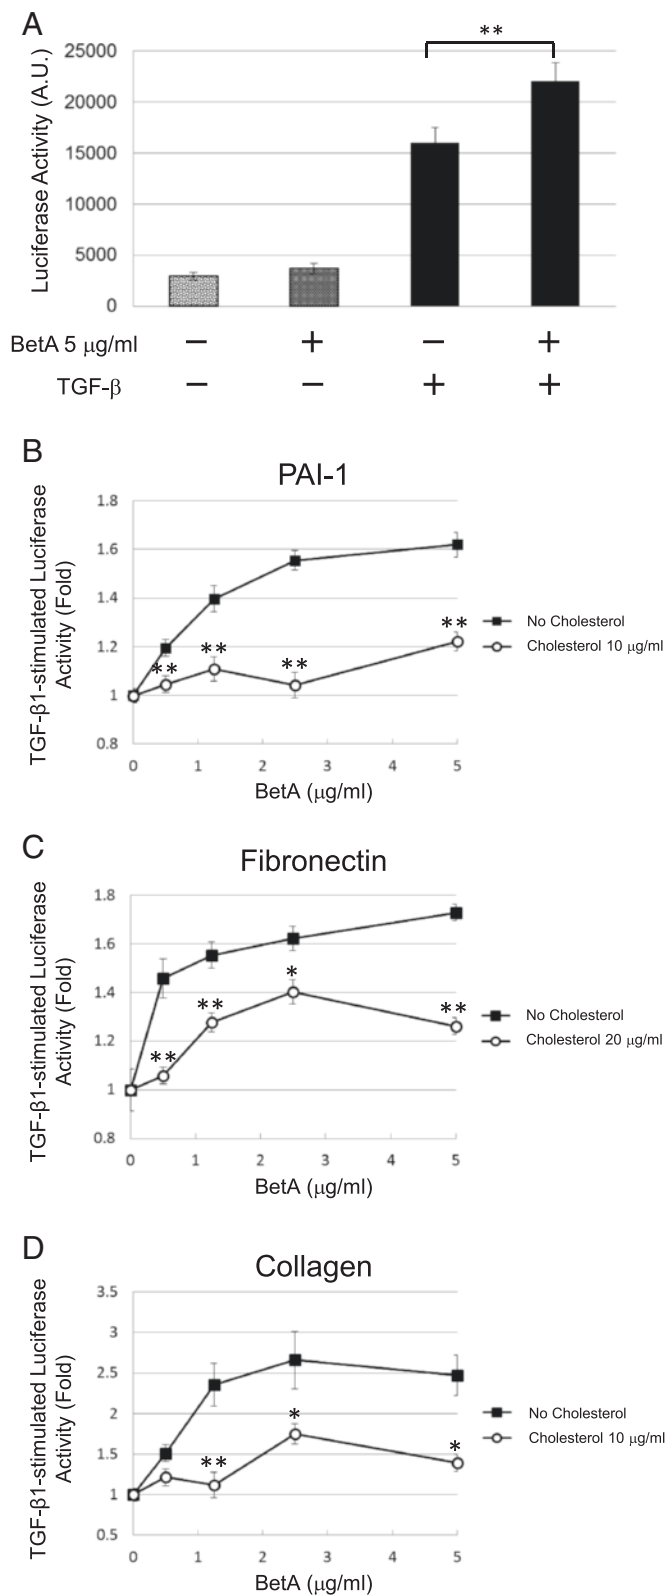 A
Luciferase Activity (A.U.)
25000
20000
15000
10000
5000
0
**
BetA 5 μg/ml − + − +
TGF-β − − + +
B
PAI-1
TGF-β1-stimulated Luciferase
Activity (Fold)
1.8
1.6
1.4
1.2
1
0.8
** ** ** **
0 1 2 3 4 5
BetA (μg/ml)
No Cholesterol
Cholesterol 10 μg/ml
C
Fibronectin
TGF-β1-stimulated Luciferase
Activity (Fold)
1.8
1.6
1.4
1.2
1
0.8
** ** * **
0 1 2 3 4 5
BetA (μg/ml)
No Cholesterol
Cholesterol 20 μg/ml
D
Collagen
TGF-β1-stimulated Luciferase
Activity (Fold)
3.5
3
2.5
2
1.5
1
0.5
** * *
0 1 2 3 4 5
BetA (μg/ml)
No Cholesterol
Cholesterol 10 μg/ml